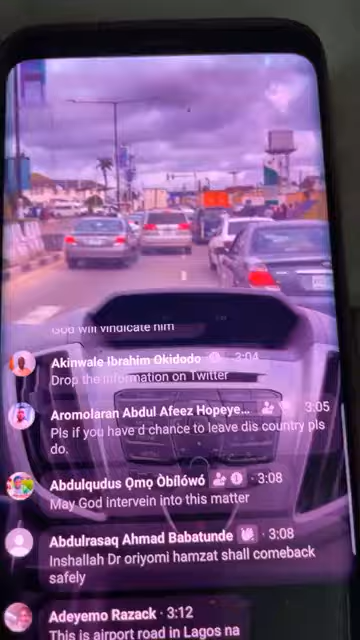 God will vindicate him
Akinwale Ibrahim Okidodo · 3:04
Drop the information on Twitter
Aromolaran Abdul Afeez Hopeye... · 3:05
Pls if you have d chance to leave dis country pls
do.
Abdulqudus Ọmọ Òbílówó · 3:08
May God intervein into this matter
Abdulrasaq Ahmad Babatunde · 3:08
Inshallah Dr oriyomi hamzat shall comeback
safely
Adeyemo Razack · 3:12
This is airport road in Lagos na